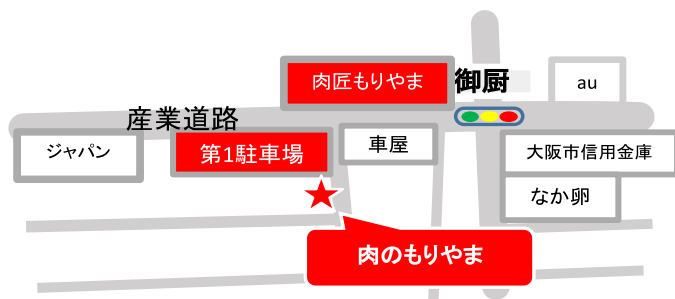 肉匠もりやま
御厨
au
産業道路
ジャパン
第1駐車場
車屋
大阪市信用金庫
なか卵
肉のもりやま